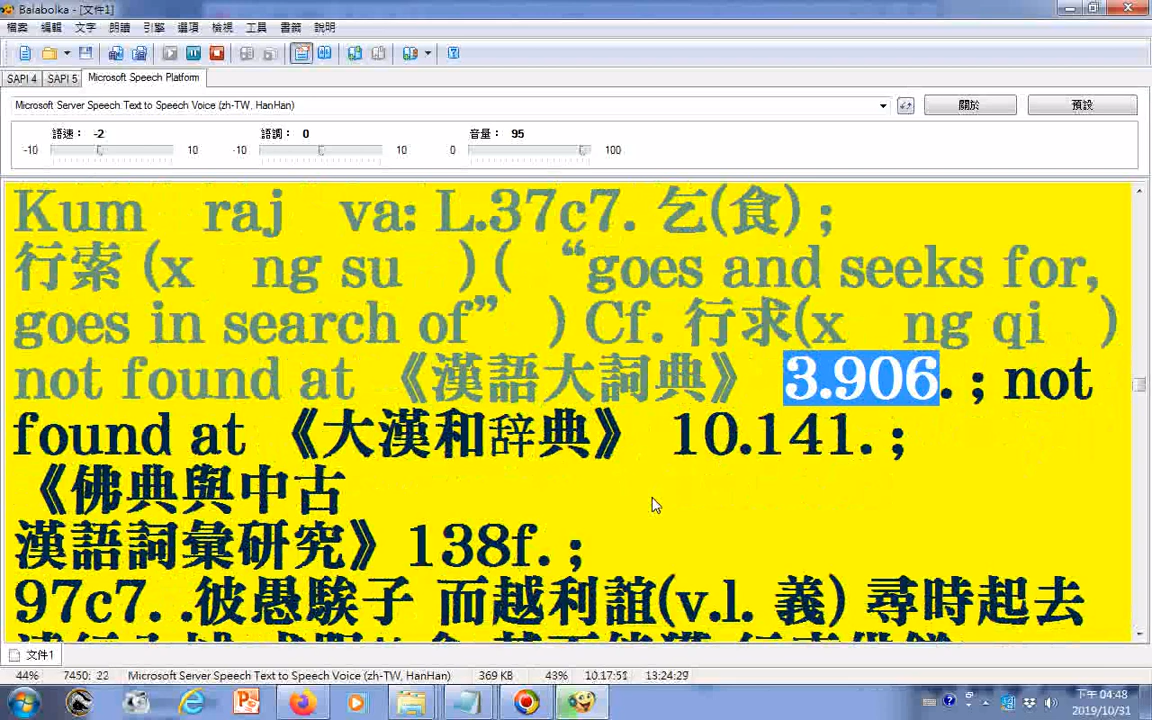 Balabolka - [文件1]
檔案 編輯 文字 朗讀 引擎 選項 檢視 工具 書籤 說明
SAPI 4 SAPI 5 Microsoft Speech Platform
Microsoft Server Speech Text to Speech Voice (zh-TW, HanHan) 關於 預設
語速： -2 語調： 0 音量： 95
-10 10 -10 10 0 100
Kum raj va: L.37c7. 乞(食) ;
行索 (x ng su )( “goes and seeks for,
goes in search of” ) Cf. 行求(x ng qi )
not found at 《漢語大詞典》 3.906. ; not
found at 《大漢和辞典》 10.141. ;
《佛典與中古
漢語詞彙研究》138f. ;
97c7. .彼愚騃子 而越利誼(v.l. 義) 尋時起去
文件1
44% 7450: 22 Microsoft Server Speech Text to Speech Voice (zh-TW, HanHan) 369 KB 43% 10.17:51 13:24:29
下午 04:48
2019/10/31